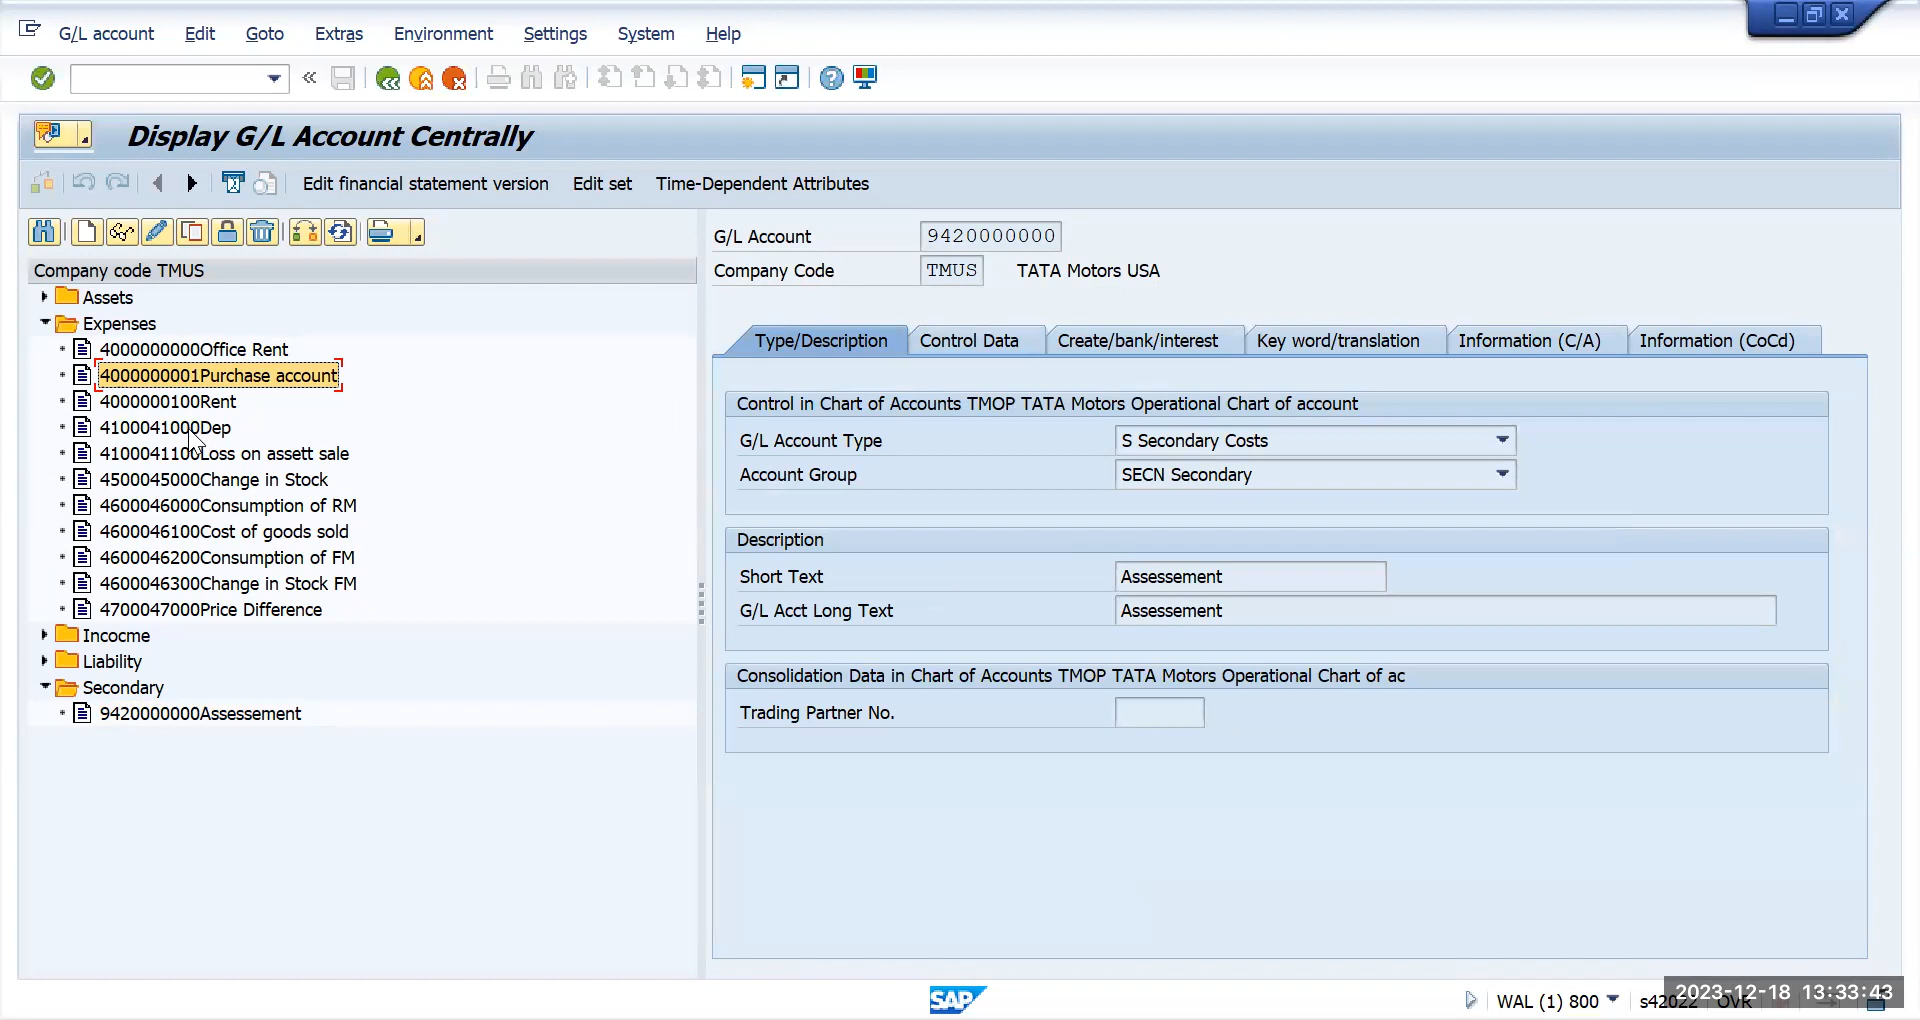 G/L account Edit Goto Extras Environment Settings System Help
Display G/L Account Centrally
Edit financial statement version Edit set Time-Dependent Attributes
Company code TMUS
Assets
Expenses
4000000000Office Rent
4000000001Purchase account
4000000100Rent
4100041000Dep
4100041100Loss on assett sale
4500045000Change in Stock
4600046000Consumption of RM
4600046100Cost of goods sold
4600046200Consumption of FM
4600046300Change in Stock FM
4700047000Price Difference
Incocme
Liability
Secondary
9420000000Assessement
G/L Account 9420000000
Company Code TMUS TATA Motors USA
Type/Description Control Data Create/bank/interest Key word/translation Information (C/A) Information (CoCd)
Control in Chart of Accounts TMOP TATA Motors Operational Chart of account
G/L Account Type S Secondary Costs
Account Group SECN Secondary
Description
Short Text Assessement
G/L Acct Long Text Assessement
Consolidation Data in Chart of Accounts TMOP TATA Motors Operational Chart of ac
Trading Partner No.
SAP
WAL (1) 800 s42022 OVR
2023-12-18 13:33:43